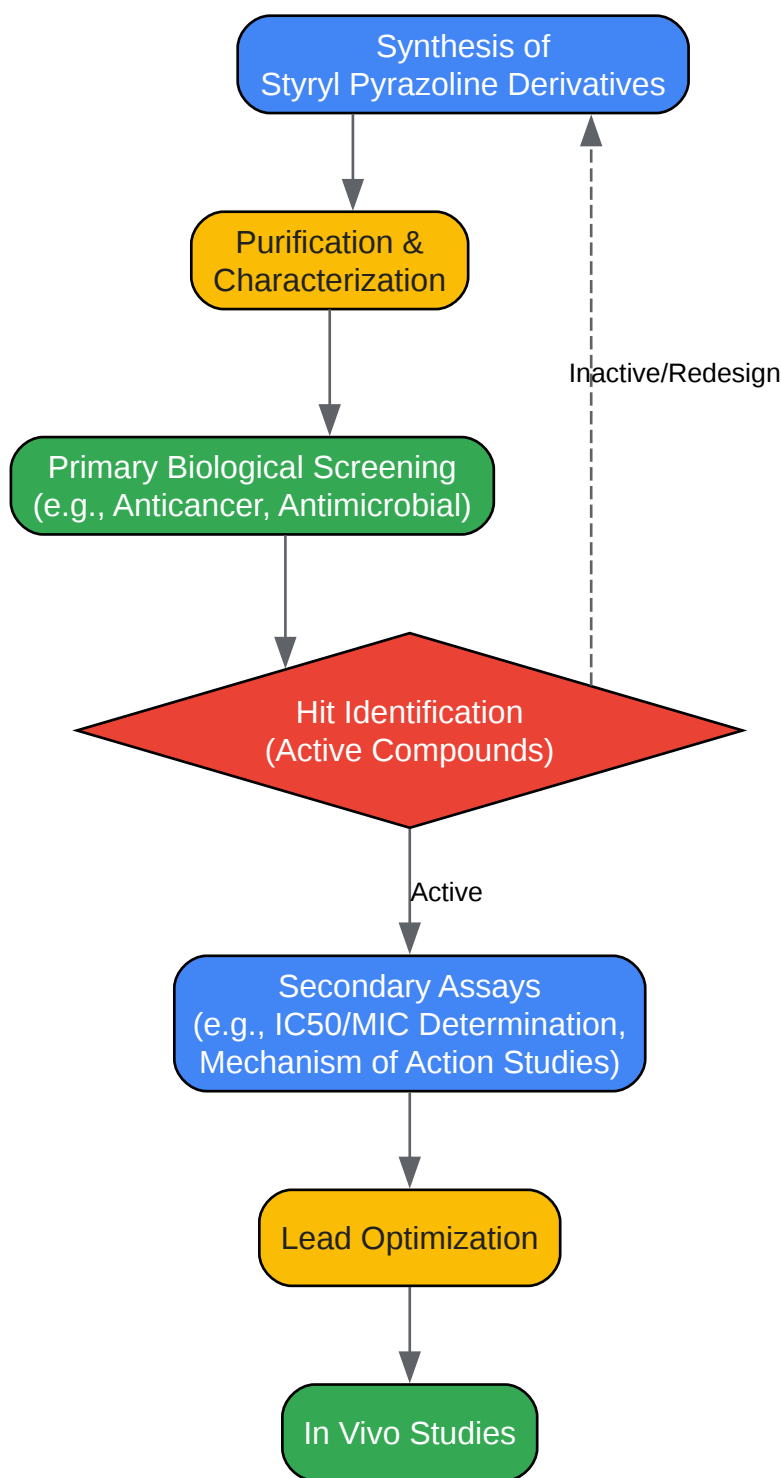 Synthesis of
Styryl Pyrazoline Derivatives
Purification &
Characterization
Inactive/Redesign
Primary Biological Screening
(e.g., Anticancer, Antimicrobial)
Hit Identification
(Active Compounds)
Active
Secondary Assays
(e.g., IC50/MIC Determination,
Mechanism of Action Studies)
Lead Optimization
In Vivo Studies